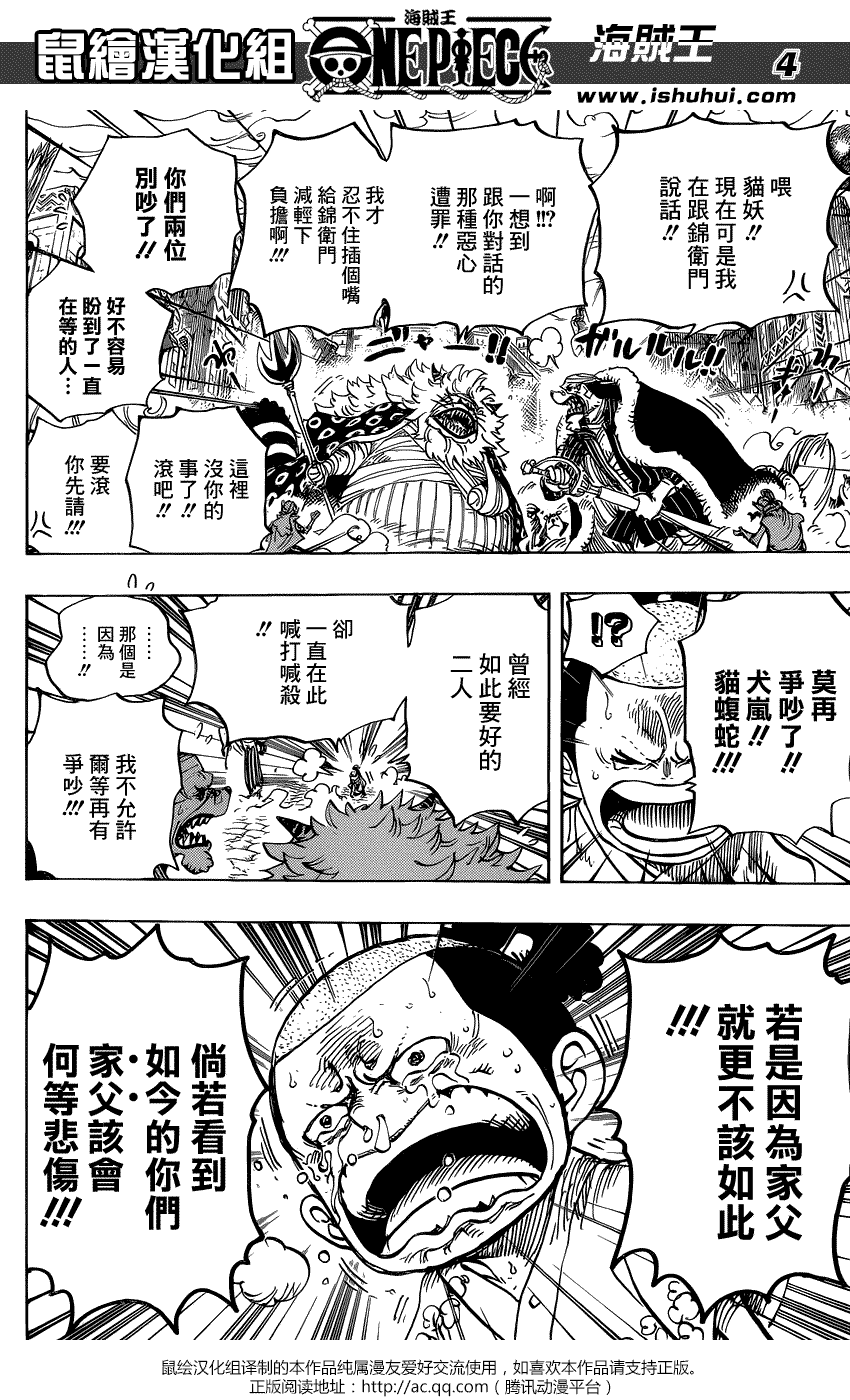 鼠繪漢化組
海賊王
ONE PIECE
海賊王
4
www.ishuhui.com
喂
貓妖!!
現在可是我
在跟錦衛門
說話!!
啊!!?
一想到
跟你對話的
那種惡心
遭罪!!
我才
忍不住插個嘴
給錦衛門
減輕下
負擔啊!!!
你們兩位
別吵了!!
好不容易
盼到了一直
在等的人…
ガルルルル!!
ニャー!!
這裡
沒你的
事了!!
滾吧!!
要滾
你先請!!!
!?
莫再
爭吵了!!
犬嵐!!
貓蝮蛇!!!
曾經
如此要好的
二人
卻
一直在此
喊打喊殺
!!
……
那個是
因為
……!!
我不允許
爾等再有
爭吵!!!
若是因為家父
就更不該如此
!!!
倘若看到
如今的你們
家父該會
何等悲傷!!!
鼠绘汉化组译制的本作品纯属漫友爱好交流使用，如喜欢本作品请支持正版。
正版阅读地址：http://ac.qq.com（腾讯动漫平台）